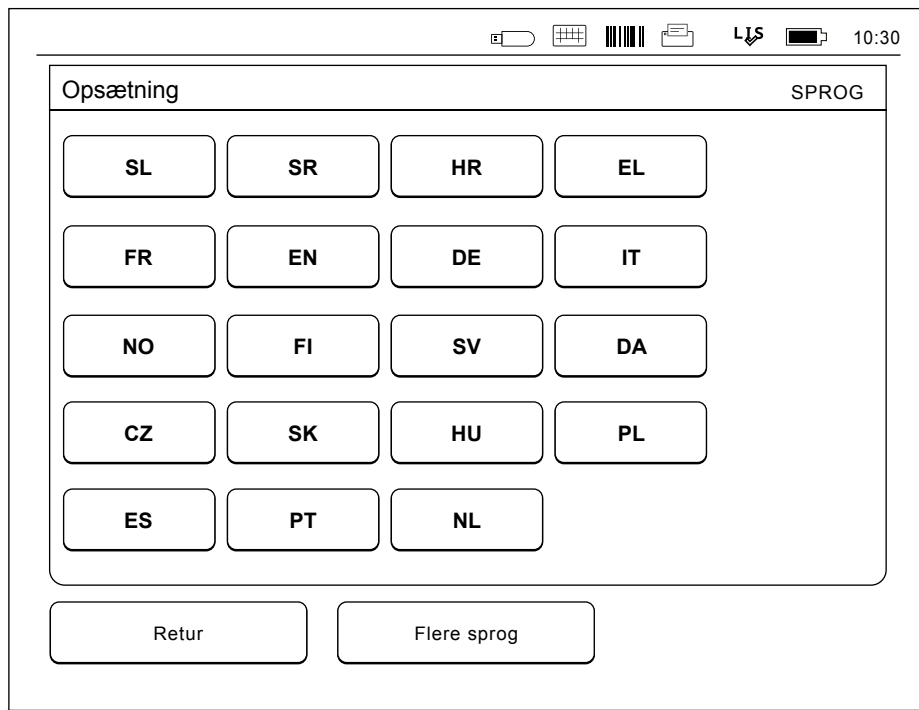 LIS 10:30
Opsætning SPROG
SL SR HR EL
FR EN DE IT
NO FI SV DA
CZ SK HU PL
ES PT NL
Retur Flere sprog